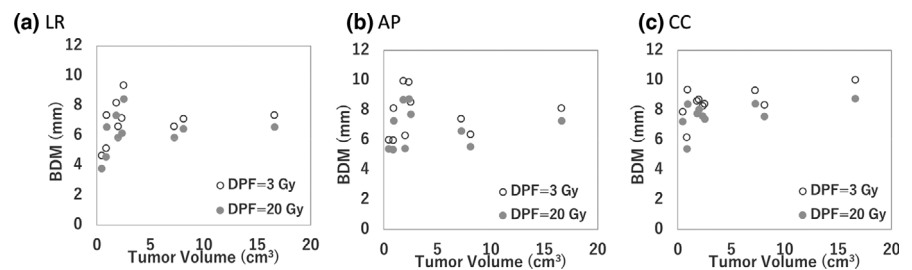 (a) LR
12
10
8
6
4
2
0
BDM (mm)
DPF=3 Gy
DPF=20 Gy
0 5 10 15 20
Tumor Volume (cm³)
(b) AP
12
10
8
6
4
2
0
BDM (mm)
DPF=3 Gy
DPF=20 Gy
0 5 10 15 20
Tumor Volume (cm³)
(c) CC
12
10
8
6
4
2
0
BDM (mm)
DPF=3 Gy
DPF=20 Gy
0 5 10 15 20
Tumor Volume (cm³)